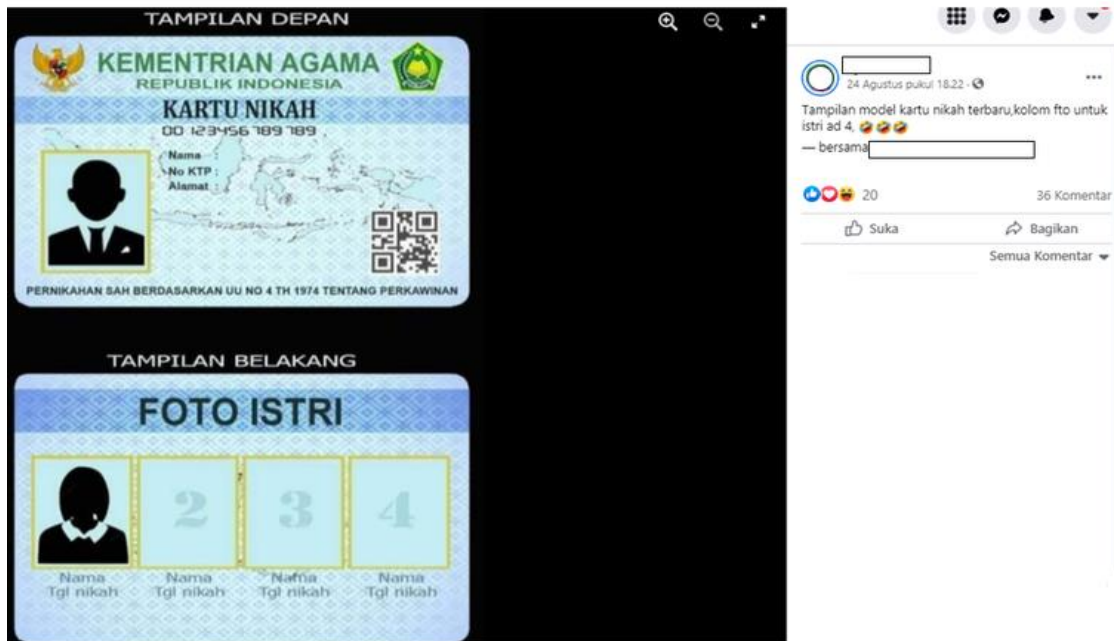 TAMPILAN DEPAN
KEMENTRIAN AGAMA
REPUBLIK INDONESIA
KARTU NIKAH
00 123456 789 789
Nama :
No KTP :
Alamat :
PERNIKAHAN SAH BERDASARKAN UU NO 4 TH 1974 TENTANG PERKAWINAN
TAMPILAN BELAKANG
FOTO ISTRI
2 3 4
Nama Nama Nama Nama
Tgl nikah Tgl nikah Tgl nikah Tgl nikah
24 Agustus pukul 18.22 ·
Tampilan model kartu nikah terbaru,kolom fto untuk
istri ad 4, 🤣🤣🤣
— bersama
20 36 Komentar
Suka Bagikan
Semua Komentar